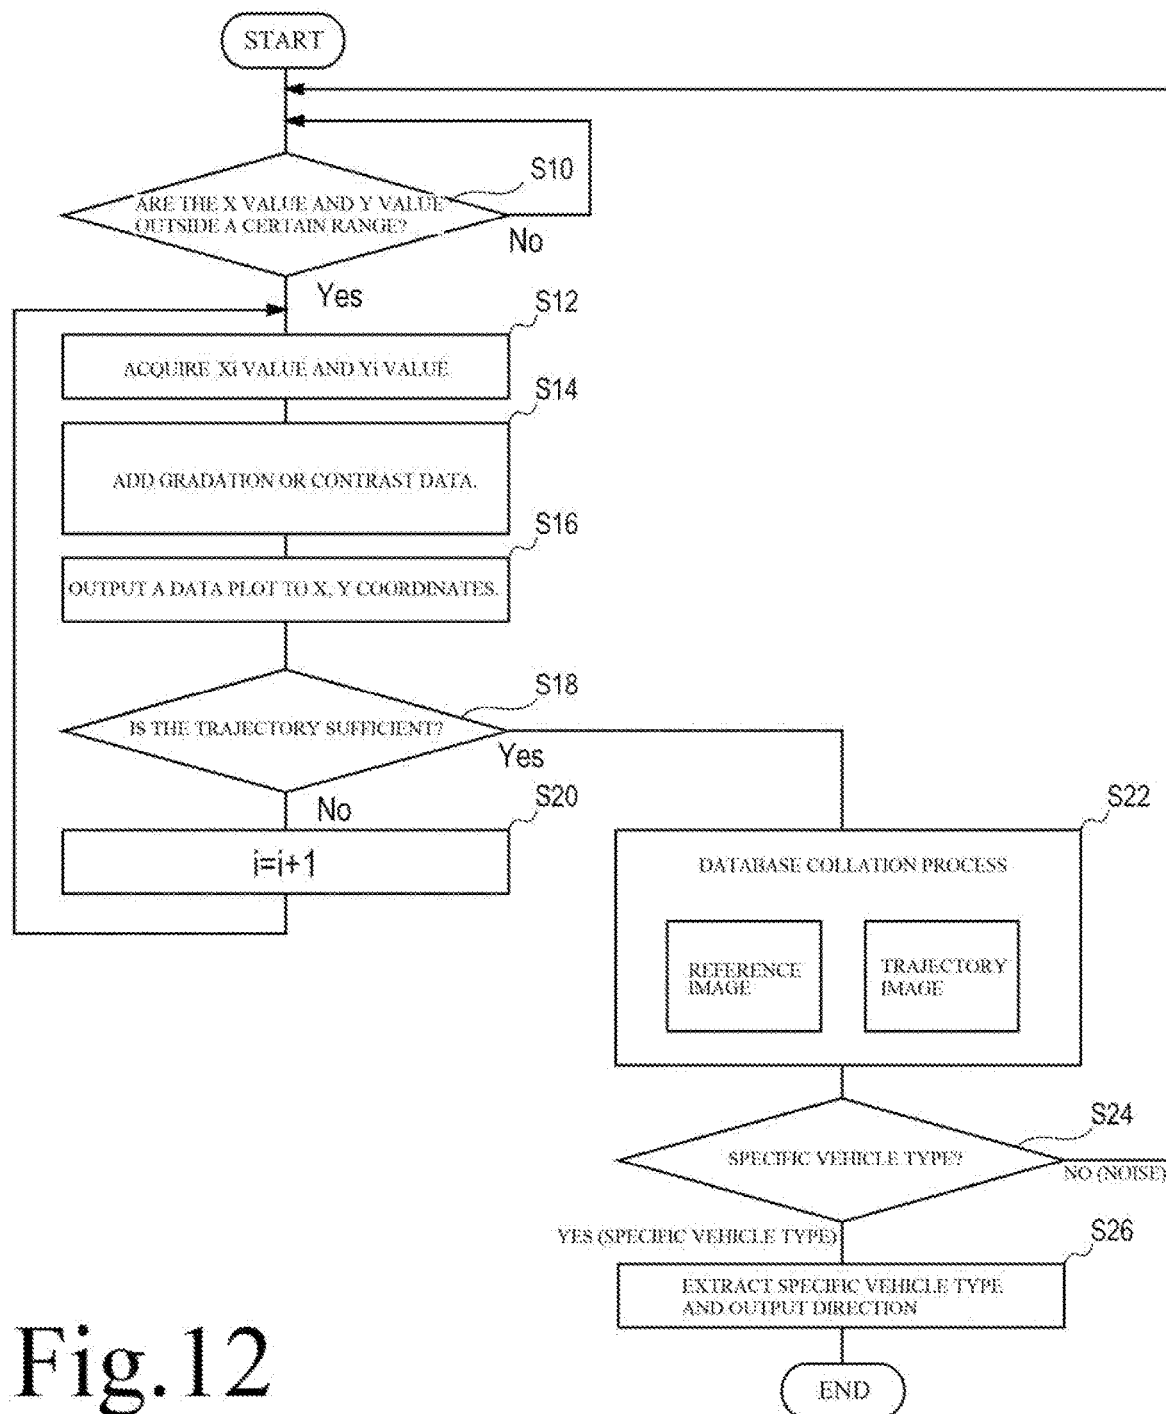 START
S10
ARE THE X VALUE AND Y VALUE
OUTSIDE A CERTAIN RANGE?
No
Yes
S12
ACQUIRE Xi VALUE AND Yi VALUE
S14
ADD GRADATION OR CONTRAST DATA.
S16
OUTPUT A DATA PLOT TO X, Y COORDINATES.
S18
IS THE TRAJECTORY SUFFICIENT?
Yes
No
S20
i=i+1
S22
DATABASE COLLATION PROCESS
REFERENCE
IMAGE
TRAJECTORY
IMAGE
S24
SPECIFIC VEHICLE TYPE?
NO (NOISE)
YES (SPECIFIC VEHICLE TYPE)
S26
EXTRACT SPECIFIC VEHICLE TYPE
AND OUTPUT DIRECTION
END
Fig.12